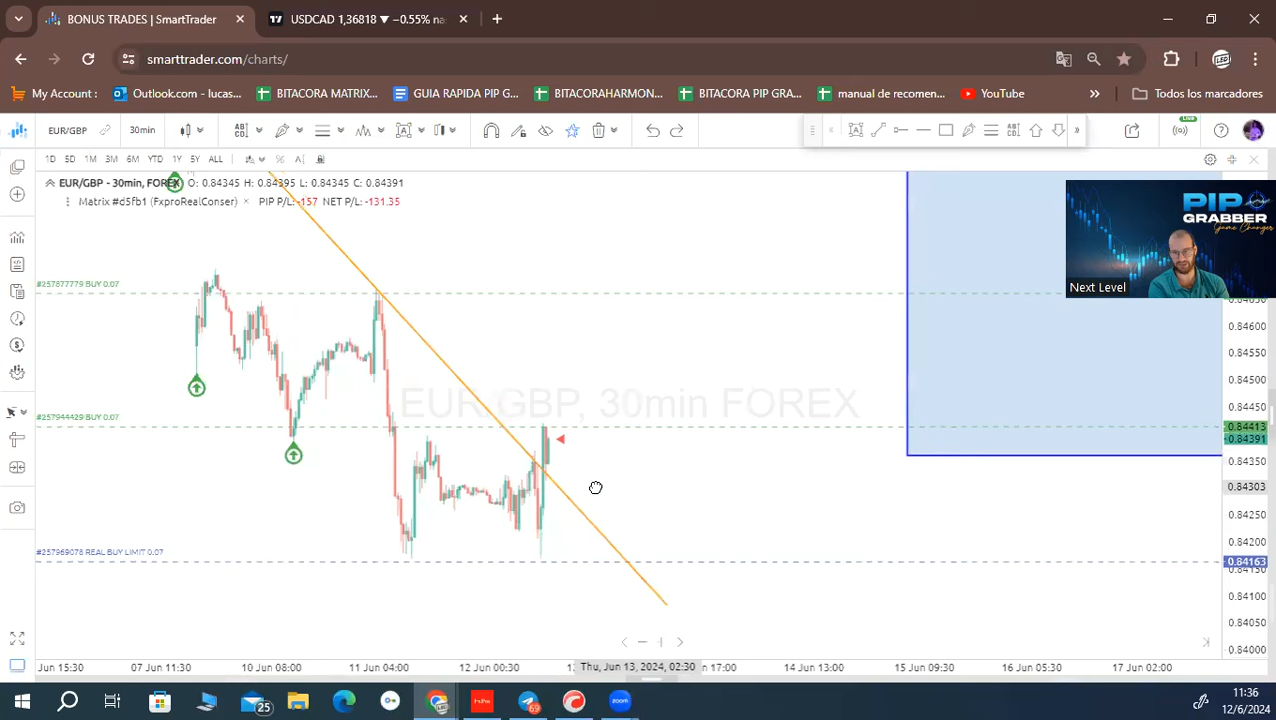 BONUS TRADES | SmartTrader
USDCAD 1,36818 ▼ −0.55% na
smarttrader.com/charts/
My Account :
Outlook.com - lucas...
BITACORA MATRIX...
GUIA RAPIDA PIP G...
BITACORAHARMON...
BITACORA PIP GRA...
manual de recomen...
YouTube
Todos los marcadores
EUR/GBP
30min
LIVE
1D 5D 1M 3M 6M YTD 1Y 5Y ALL
EUR/GBP - 30min, FOREX O: 0.84345 H: 0.84395 L: 0.84345 C: 0.84391
Matrix #d5fb1 (FxproRealConser) × PIP P/L: -157 NET P/L: -131.35
PIP
GRABBER
Game Changer
Next Level
#257877779 BUY 0.07
0.84600
0.84550
0.84500
EUR/GBP, 30min FOREX
0.84450
#257944429 BUY 0.07
0.84413
0.84391
0.84350
0.84303
0.84250
0.84200
#257969078 REAL BUY LIMIT 0.07
0.84163
0.84100
0.84050
0.84000
Jun 15:30
07 Jun 11:30
10 Jun 08:00
11 Jun 04:00
12 Jun 00:30
Thu, Jun 13, 2024, 02:30
un 17:00
14 Jun 13:00
15 Jun 09:30
16 Jun 05:30
17 Jun 02:00
25
69
zoom
11:36
12/6/2024